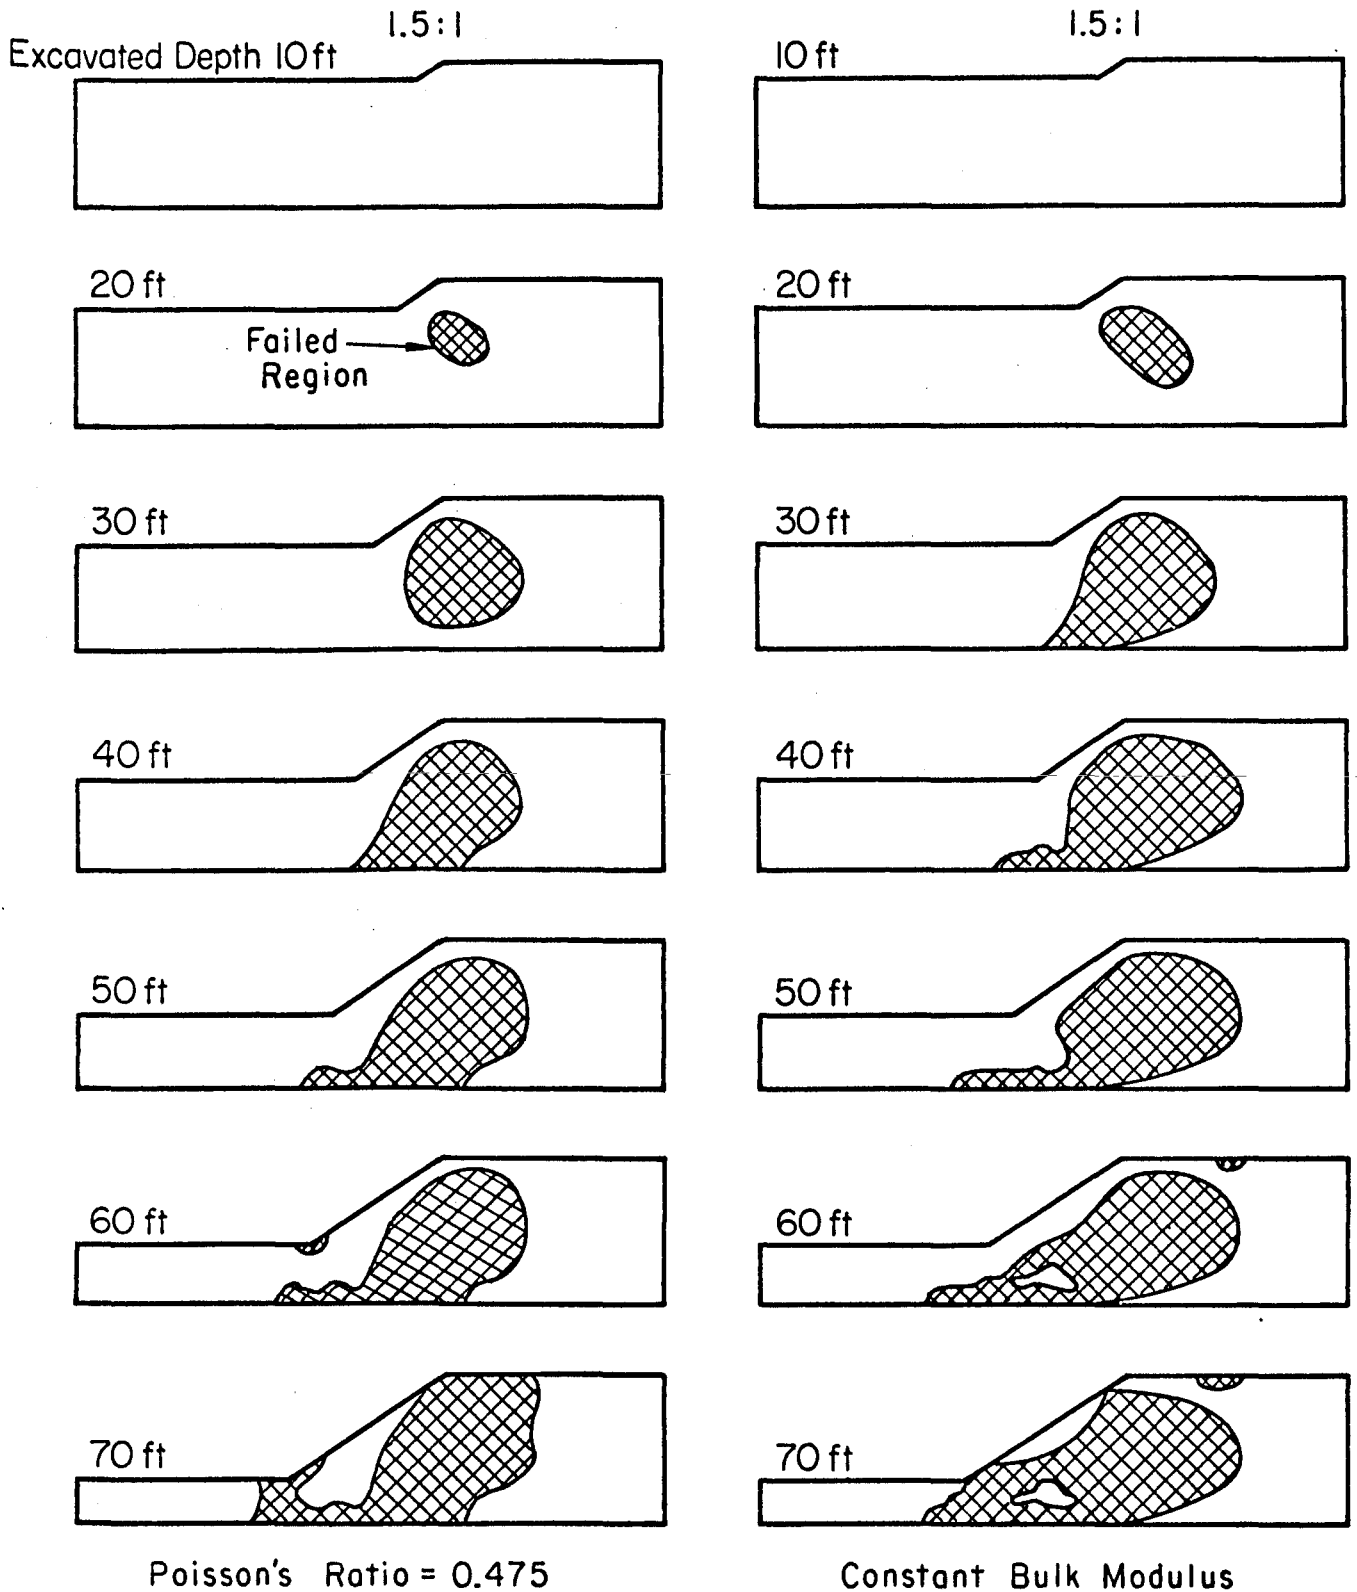 1.5:1
1.5:1
Excavated Depth 10ft
10 ft
20 ft
20 ft
Failed
Region
30 ft
30 ft
40 ft
40 ft
50 ft
50 ft
60 ft
60 ft
70 ft
70 ft
Poisson's Ratio = 0.475
Constant Bulk Modulus